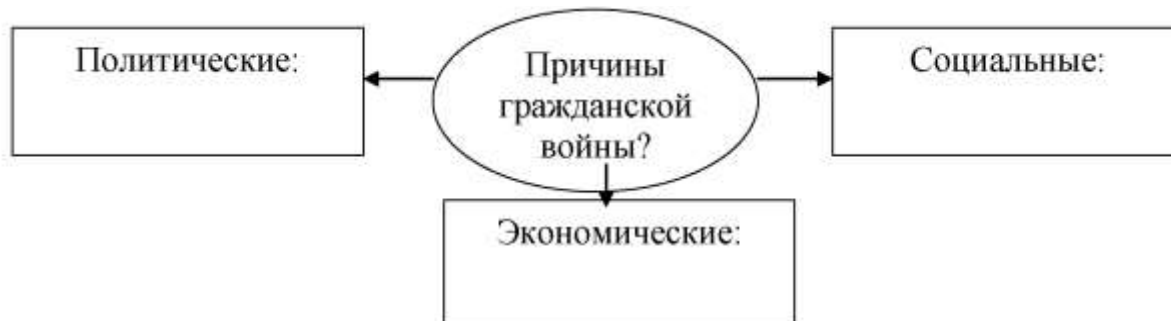 Политические:
Причины
гражданской
войны?
Социальные:
Экономические: